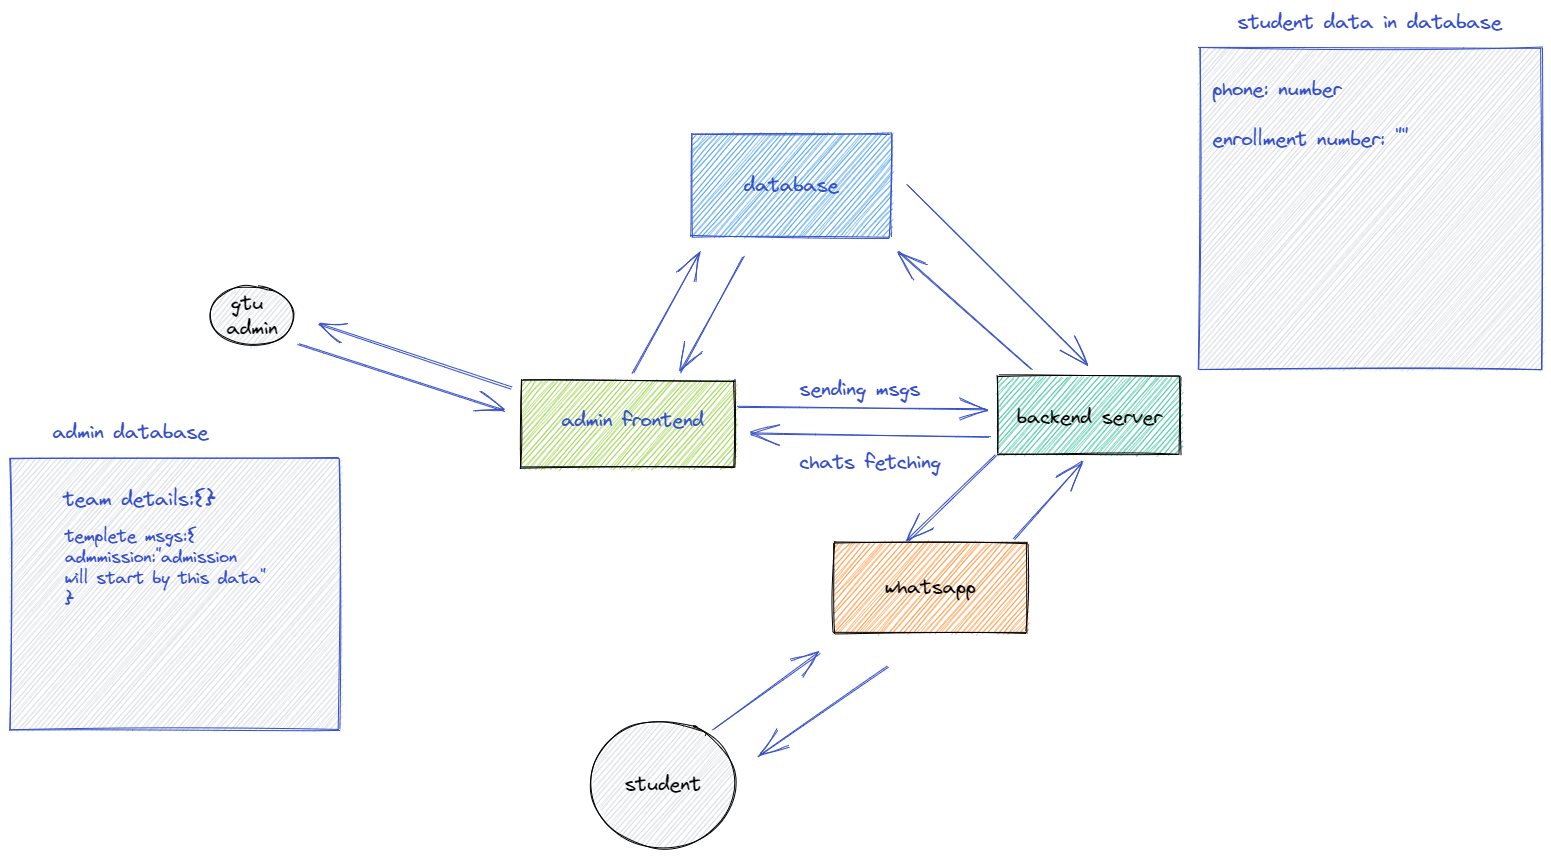 student data in database
phone: number
enrollment number: ""
database
gtu
admin
sending msgs
admin frontend
backend server
chats fetching
admin database
team details:{}
templete msgs:{
admmission:"admission
will start by this data"
}
whatsapp
student